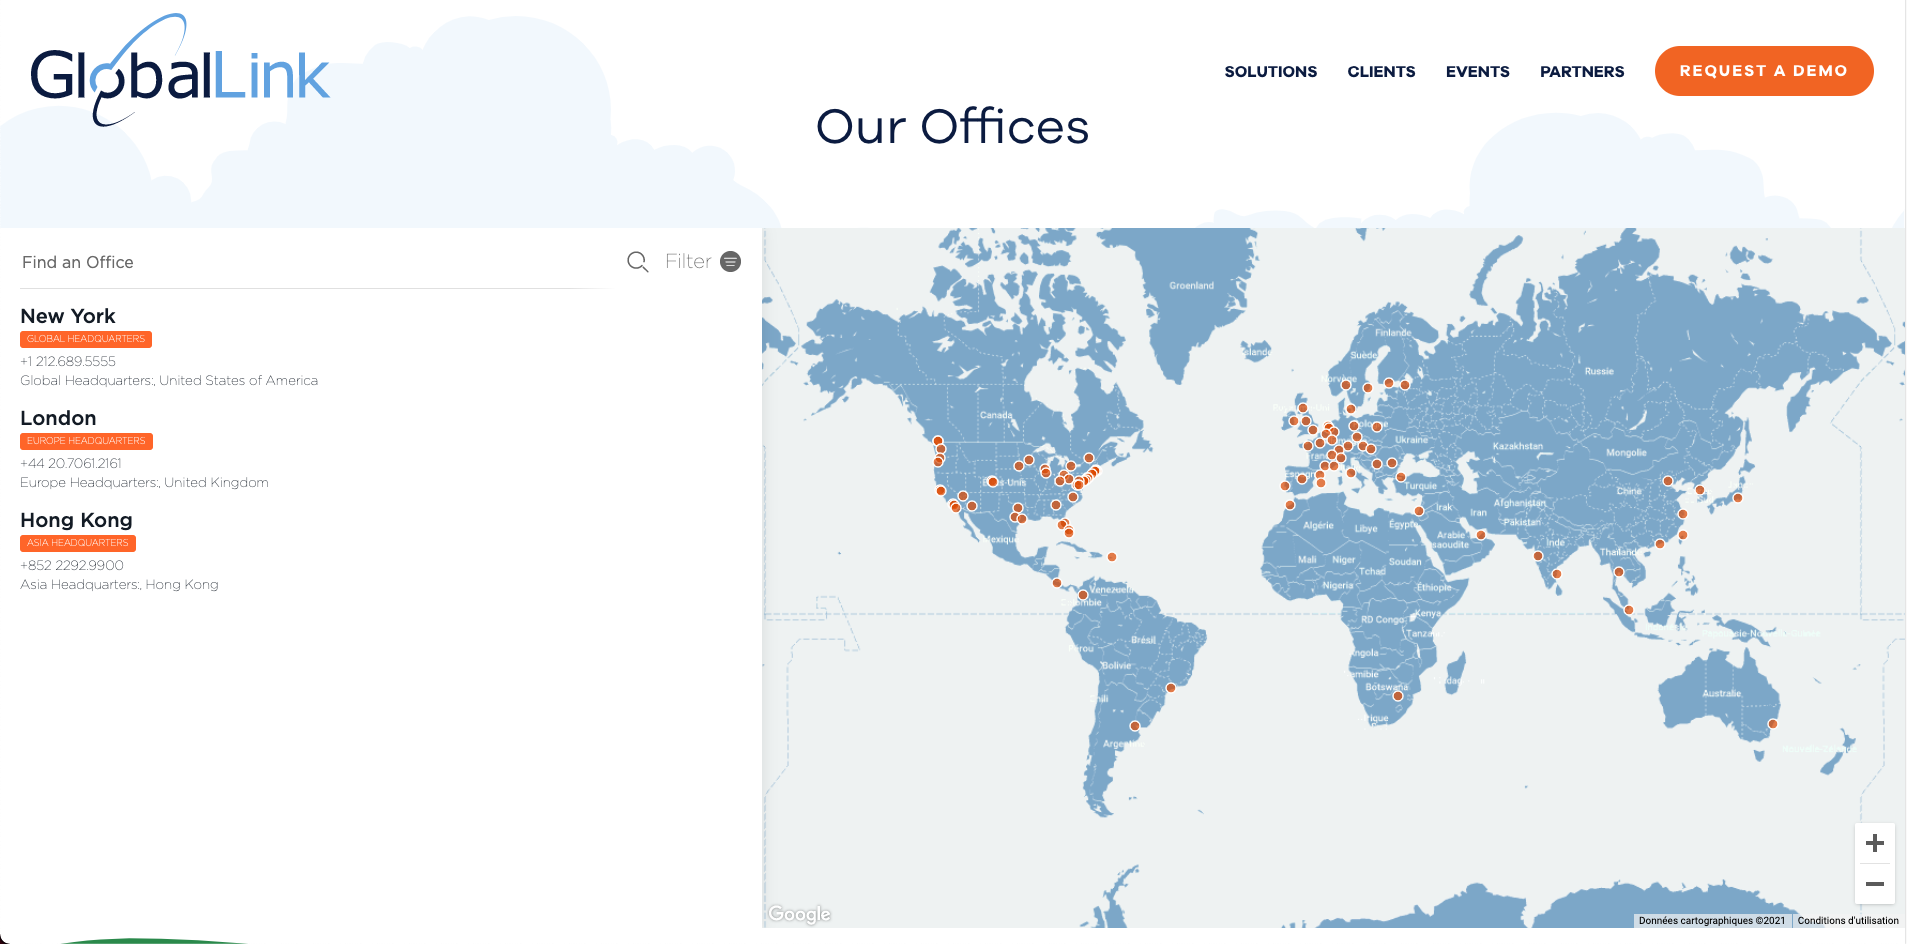 GlobalLink
SOLUTIONS CLIENTS EVENTS PARTNERS REQUEST A DEMO
Our Offices
Find an Office
Filter
New York
GLOBAL HEADQUARTERS
+1 212.689.5555
Global Headquarters:, United States of America
London
EUROPE HEADQUARTERS
+44 20.7061.2161
Europe Headquarters:, United Kingdom
Hong Kong
ASIA HEADQUARTERS
+852 2292.9900
Asia Headquarters:, Hong Kong
Groenland
Finlande
Suède
Norvège
Russie
Canada
Ukraine
Kazakhstan
Mongolie
États-Unis
Turquie
Chine
Afghanistan
Irak
Iran
Pakistan
Algérie
Libye
Égypte
Arabie
saoudite
Inde
Mexique
Mali
Niger
Soudan
Tchad
Thaïlande
Nigeria
Éthiopie
Venezuela
Kenya
RD Congo
Tanzanie
Brésil
Pérou
Angola
Bolivie
Namibie
Botswana
Australie
Chili
Argentine
Google
Données cartographiques ©2021
Conditions d'utilisation